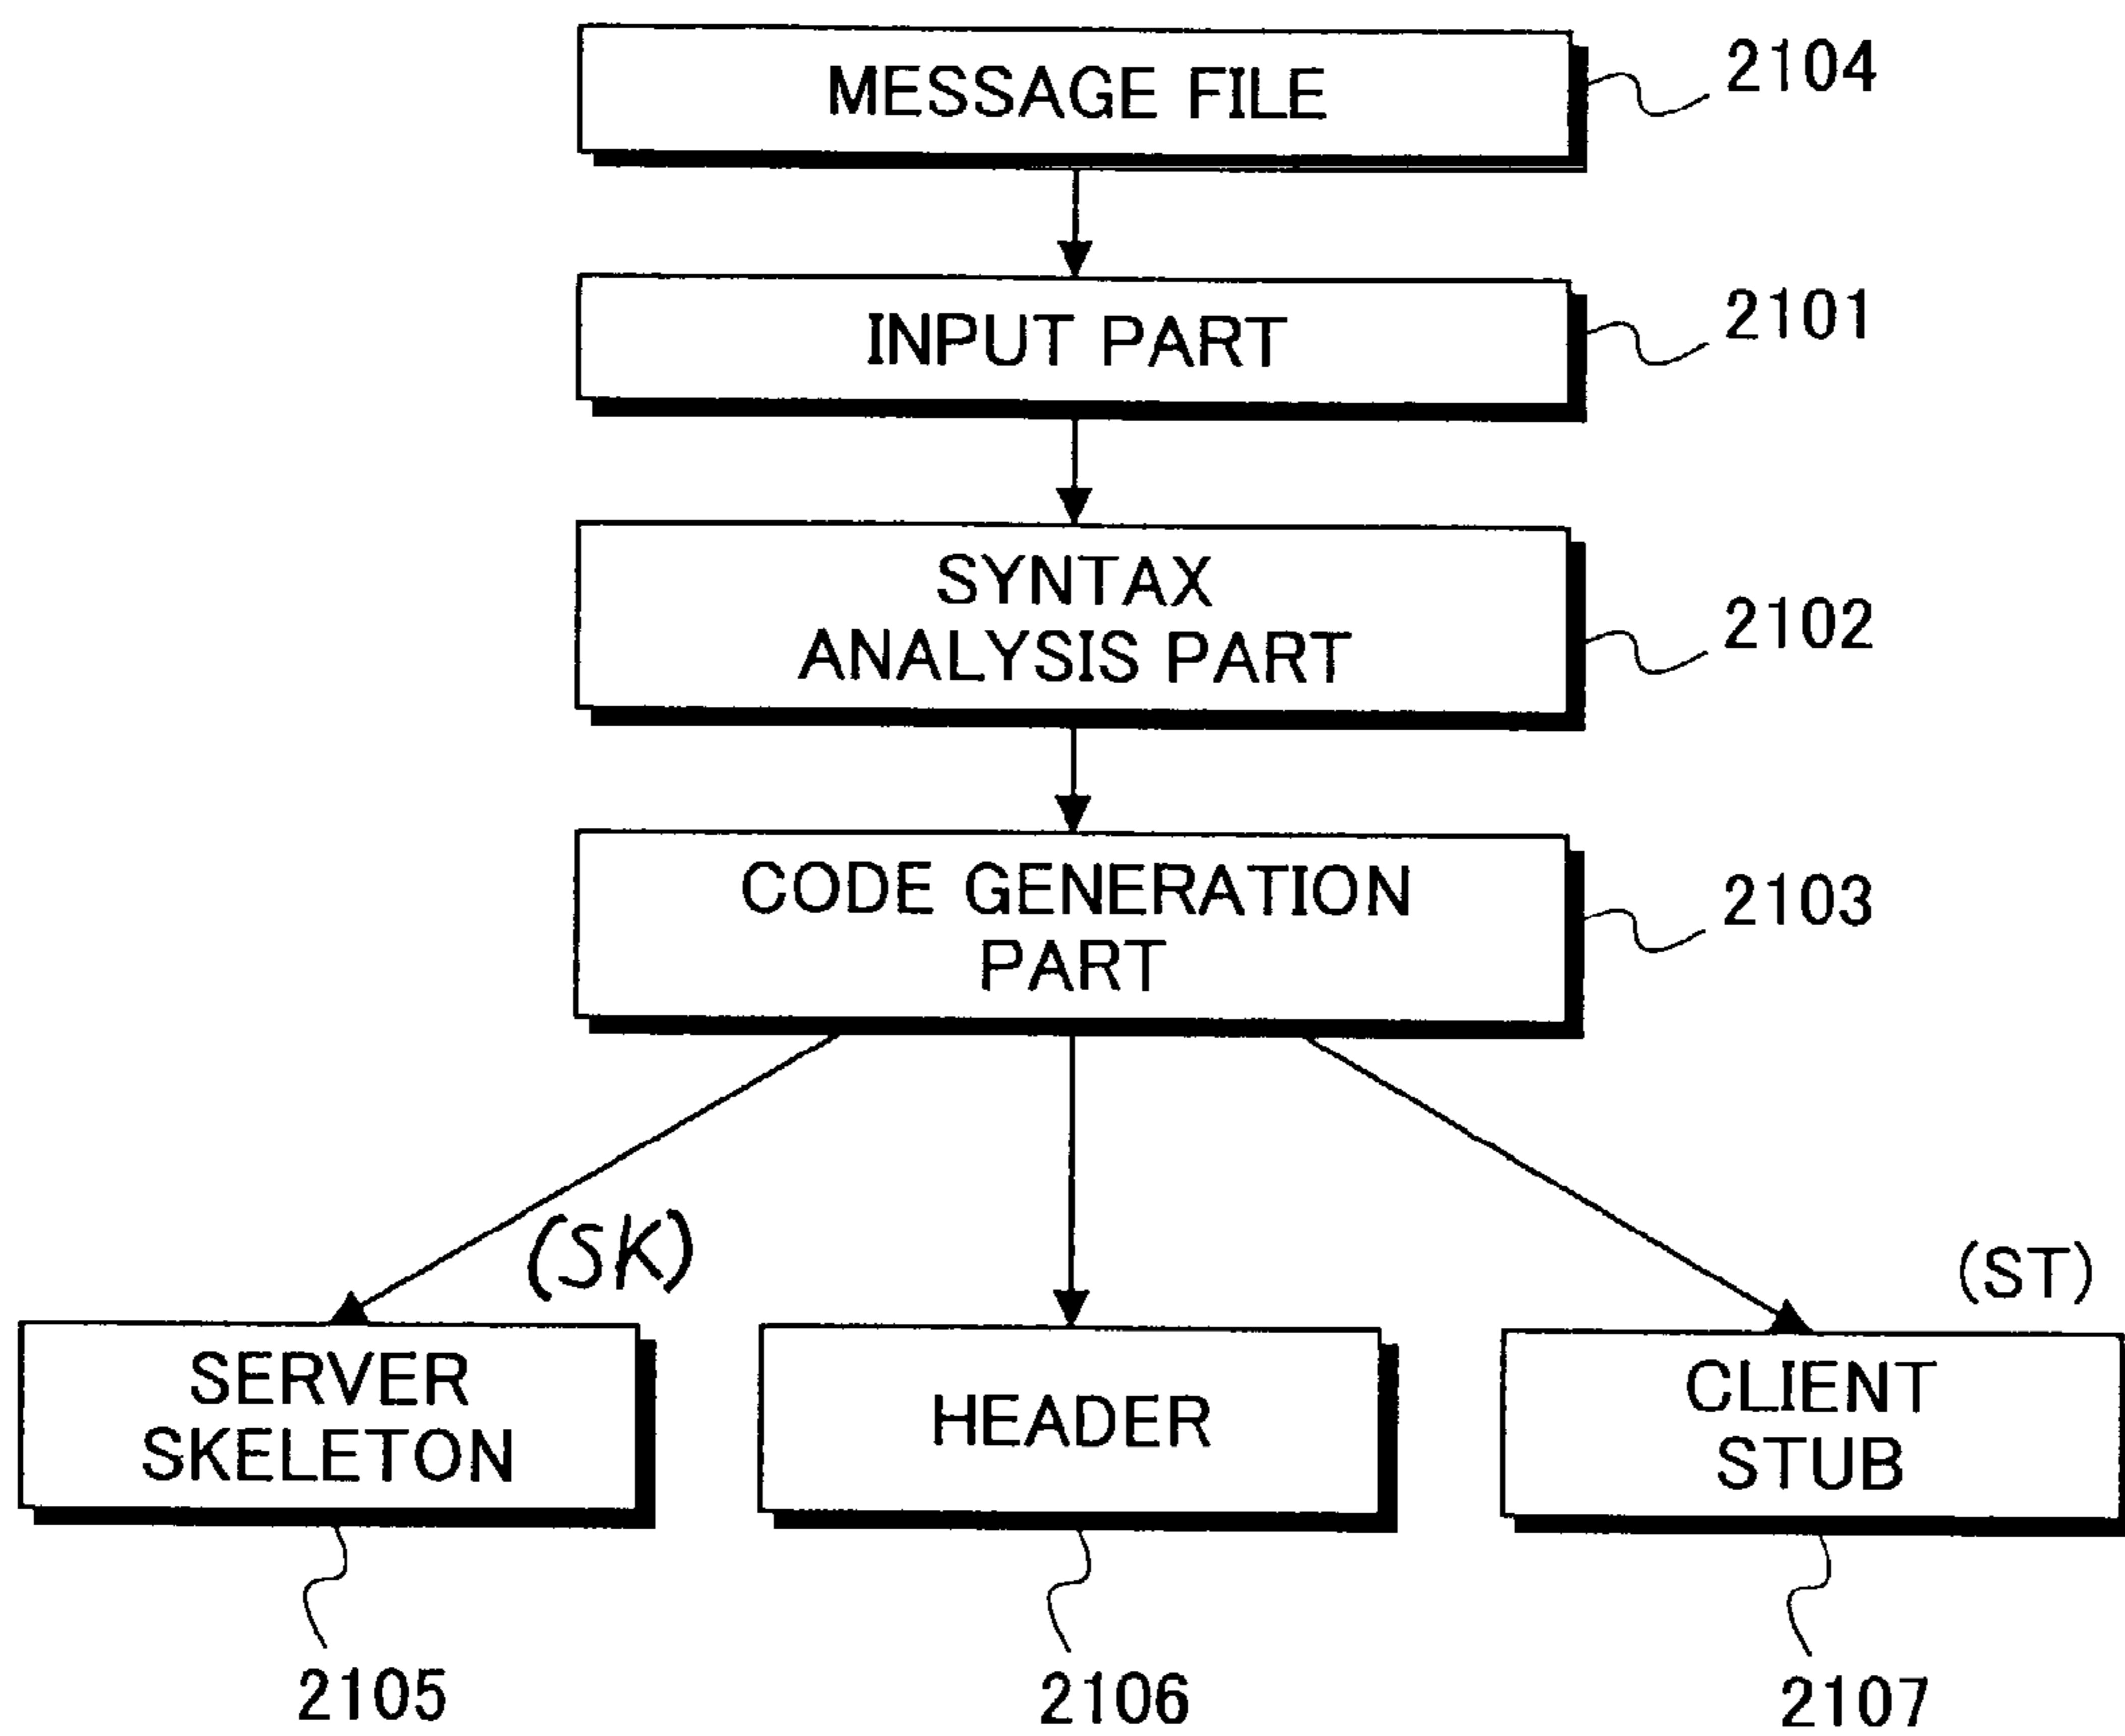 MESSAGE FILE
2104
INPUT PART
2101
SYNTAX
ANALYSIS PART
2102
CODE GENERATION
PART
2103
(SK)
(ST)
SERVER
SKELETON
HEADER
CLIENT
STUB
2105
2106
2107